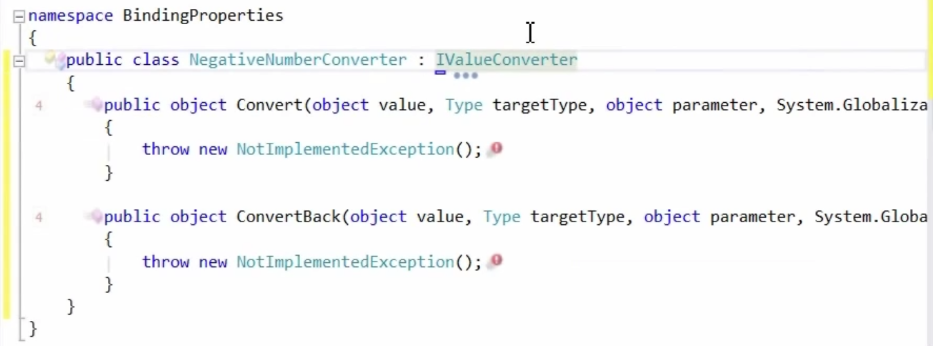 namespace BindingProperties
{
public class NegativeNumberConverter : IValueConverter
{
4 public object Convert(object value, Type targetType, object parameter, System.Globaliza
{
throw new NotImplementedException();
}
4 public object ConvertBack(object value, Type targetType, object parameter, System.Globa
{
throw new NotImplementedException();
}
}
}